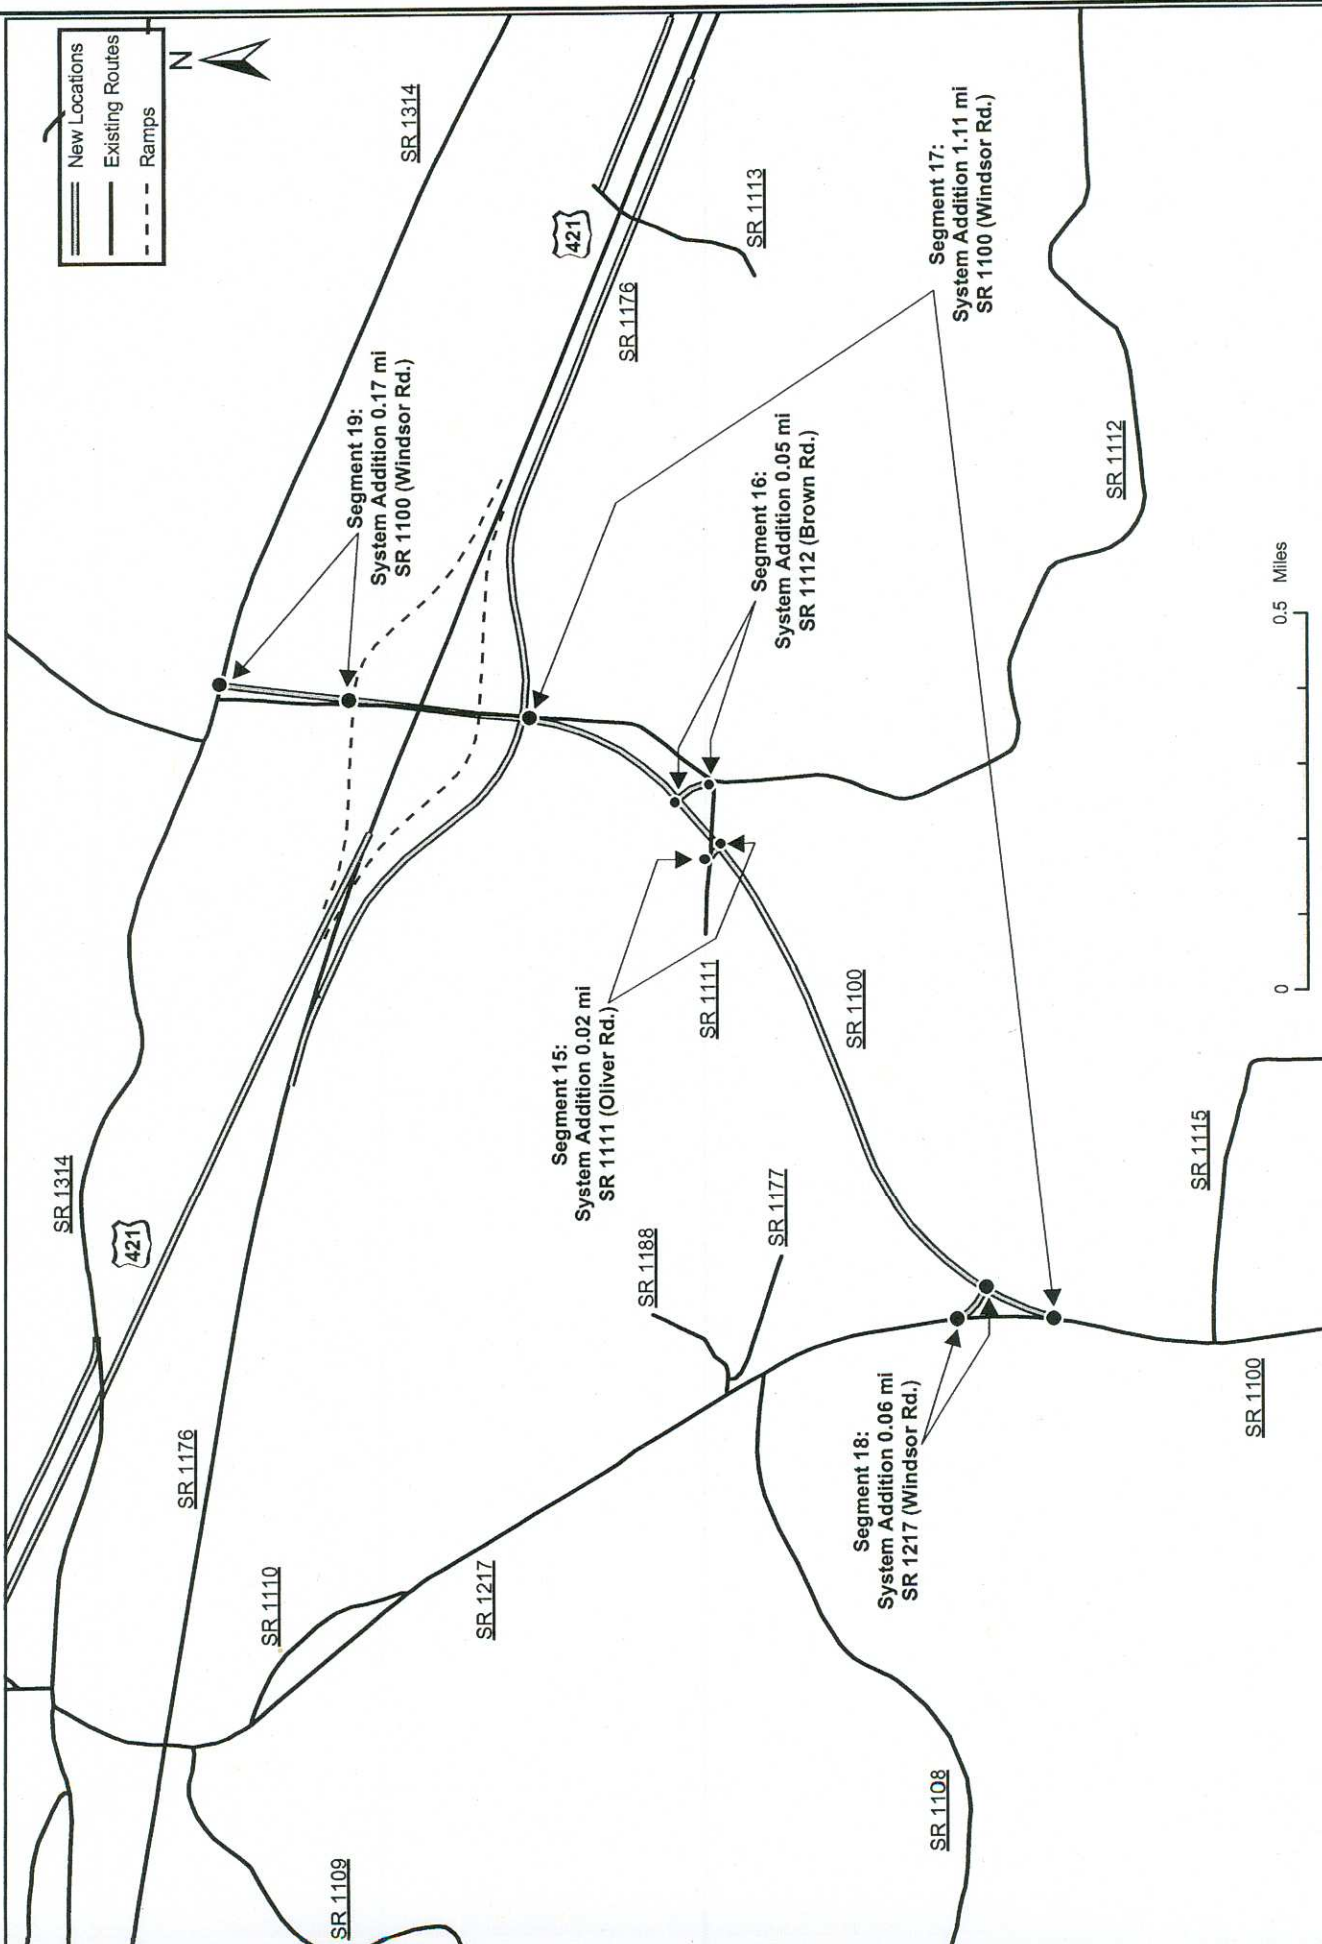 New Locations
Existing Routes
Ramps
N
SR 1314
421
SR 1113
SR 1176
Segment 17:
System Addition 1.11 mi
SR 1100 (Windsor Rd.)
Segment 19:
System Addition 0.17 mi
SR 1100 (Windsor Rd.)
Segment 16:
System Addition 0.05 mi
SR 1112 (Brown Rd.)
SR 1112
Segment 15:
System Addition 0.02 mi
SR 1111 (Oliver Rd.)
SR 1111
SR 1100
SR 1314
421
SR 1188
SR 1177
SR 1115
SR 1176
Segment 18:
System Addition 0.06 mi
SR 1217 (Windsor Rd.)
SR 1100
SR 1110
SR 1217
SR 1109
SR 1108
0
0.5 Miles